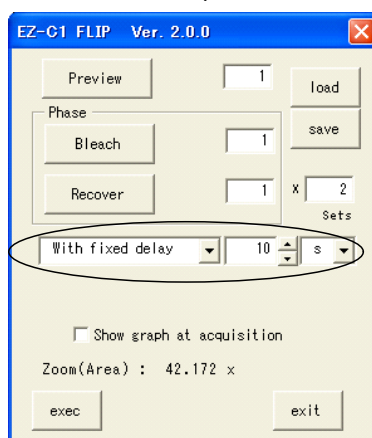 EZ-C1 FLIP Ver. 2.0.0
Preview 1 load
Phase
Bleach 1 save
Recover 1 x 2
Sets
With fixed delay 10 s
Show graph at acquisition
Zoom(Area) : 42.172 x
exec exit